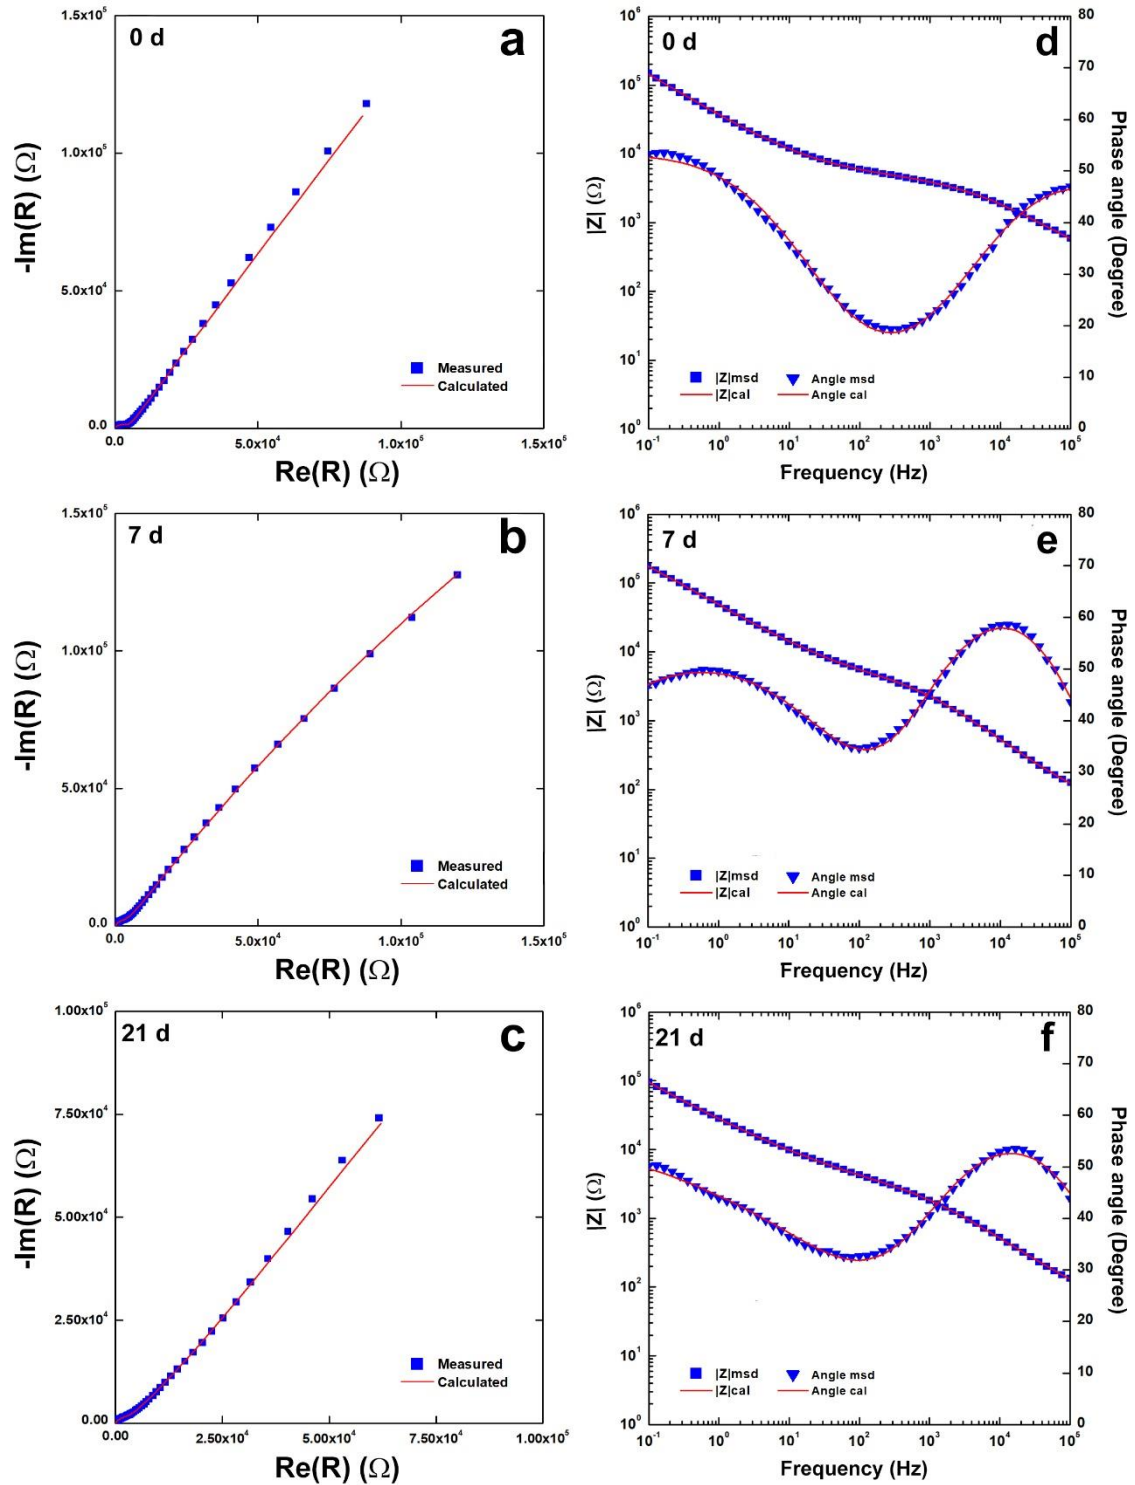 0 d
a
1.5x10⁵
1.0x10⁵
5.0x10⁴
0.0
-Im(R) (Ω)
Measured
Calculated
0.0
5.0x10⁴
1.0x10⁵
1.5x10⁵
Re(R) (Ω)
0 d
d
10⁶
10⁵
10⁴
10³
10²
10¹
10⁰
|Z| (Ω)
80
70
60
50
40
30
20
10
0
Phase angle (Degree)
|Z|msd
Angle msd
|Z|cal
Angle cal
10⁻¹
10⁰
10¹
10²
10³
10⁴
10⁵
Frequency (Hz)
7 d
b
1.5x10⁵
1.0x10⁵
5.0x10⁴
0.0
-Im(R) (Ω)
Measured
Calculated
0.0
5.0x10⁴
1.0x10⁵
1.5x10⁵
Re(R) (Ω)
7 d
e
10⁶
10⁵
10⁴
10³
10²
10¹
10⁰
|Z| (Ω)
80
70
60
50
40
30
20
10
0
Phase angle (Degree)
|Z|msd
Angle msd
|Z|cal
Angle cal
10⁻¹
10⁰
10¹
10²
10³
10⁴
10⁵
Frequency (Hz)
21 d
c
1.00x10⁵
7.50x10⁴
5.00x10⁴
2.50x10⁴
0.00
-Im(R) (Ω)
Measured
Calculated
0.00
2.50x10⁴
5.00x10⁴
7.50x10⁴
1.00x10⁵
Re(R) (Ω)
21 d
f
10⁶
10⁵
10⁴
10³
10²
10¹
10⁰
|Z| (Ω)
80
70
60
50
40
30
20
10
0
Phase angle (Degree)
|Z|msd
Angle msd
|Z|cal
Angle cal
10⁻¹
10⁰
10¹
10²
10³
10⁴
10⁵
Frequency (Hz)